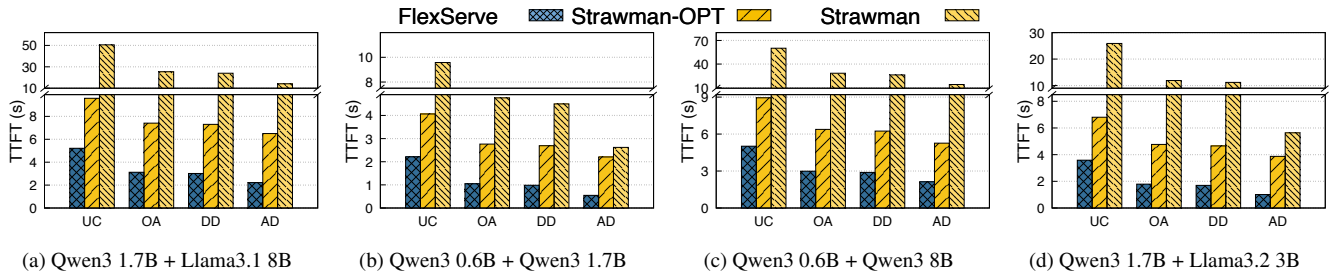 FlexServe Strawman-OPT Strawman
TTFT (s)
50
30
10
8
6
4
2
0
UC OA DD AD
(a) Qwen3 1.7B + Llama3.1 8B
TTFT (s)
10
8
4
3
2
1
0
UC OA DD AD
(b) Qwen3 0.6B + Qwen3 1.7B
TTFT (s)
70
40
10
9
6
3
0
UC OA DD AD
(c) Qwen3 0.6B + Qwen3 8B
TTFT (s)
30
20
10
8
6
4
2
0
UC OA DD AD
(d) Qwen3 1.7B + Llama3.2 3B